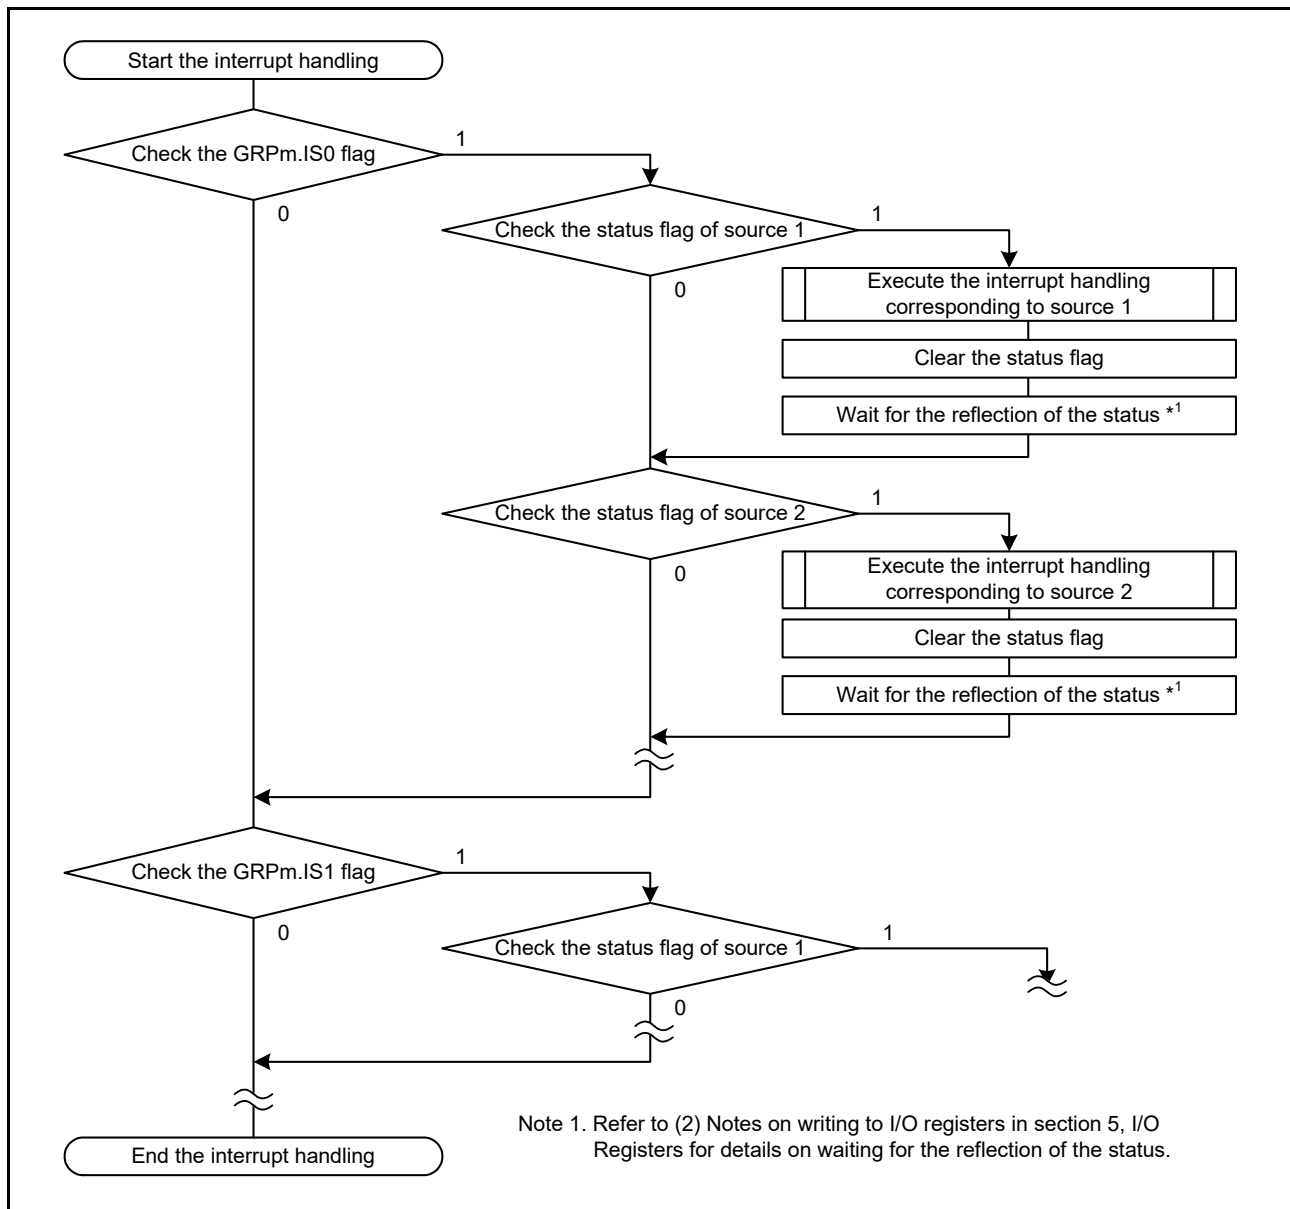 Start the interrupt handling
Check the GRPm.IS0 flag
1
0
Check the status flag of source 1
1
0
Execute the interrupt handling
corresponding to source 1
Clear the status flag
Wait for the reflection of the status *1
Check the status flag of source 2
1
0
Execute the interrupt handling
corresponding to source 2
Clear the status flag
Wait for the reflection of the status *1
Check the GRPm.IS1 flag
1
0
Check the status flag of source 1
1
0
End the interrupt handling
Note 1. Refer to (2) Notes on writing to I/O registers in section 5, I/O
Registers for details on waiting for the reflection of the status.